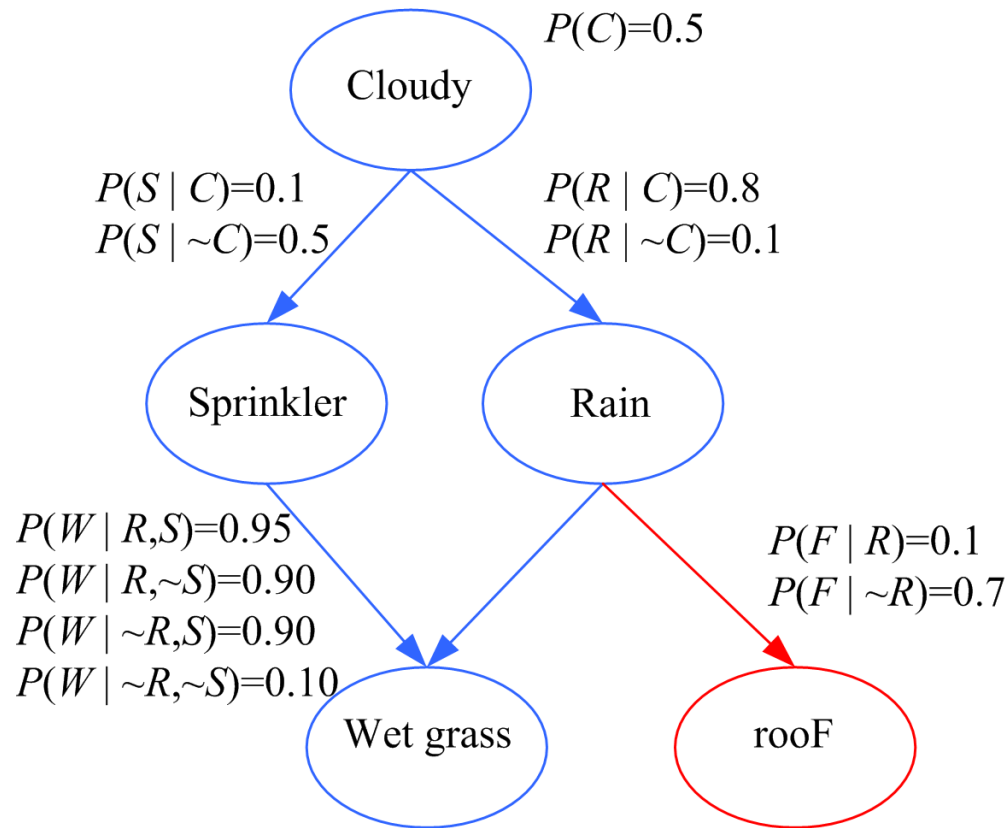 P(C)=0.5
Cloudy
P(S | C)=0.1
P(S | ~C)=0.5
P(R | C)=0.8
P(R | ~C)=0.1
Sprinkler
Rain
P(W | R,S)=0.95
P(W | R,~S)=0.90
P(W | ~R,S)=0.90
P(W | ~R,~S)=0.10
P(F | R)=0.1
P(F | ~R)=0.7
Wet grass
rooF